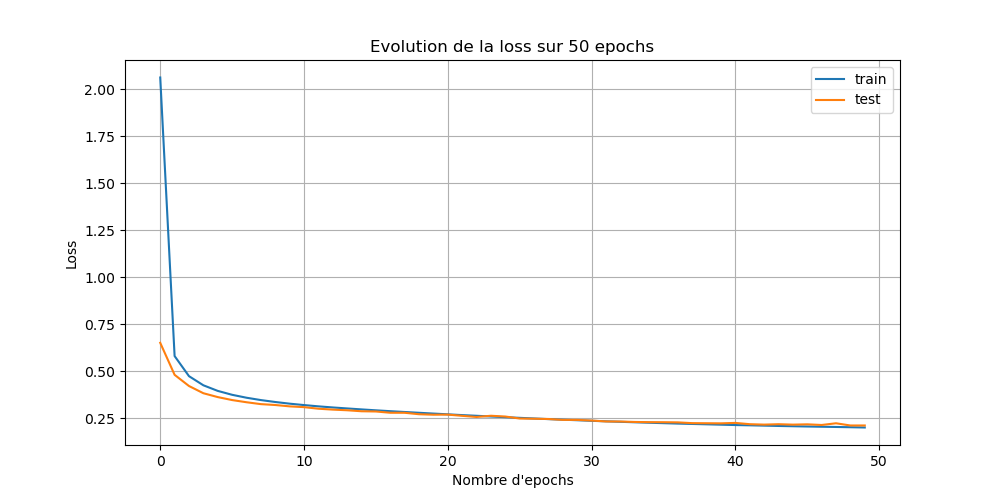 Evolution de la loss sur 50 epochs
train
test
2.00
1.75
1.50
1.25
1.00
0.75
0.50
0.25
Loss
0 10 20 30 40 50
Nombre d'epochs